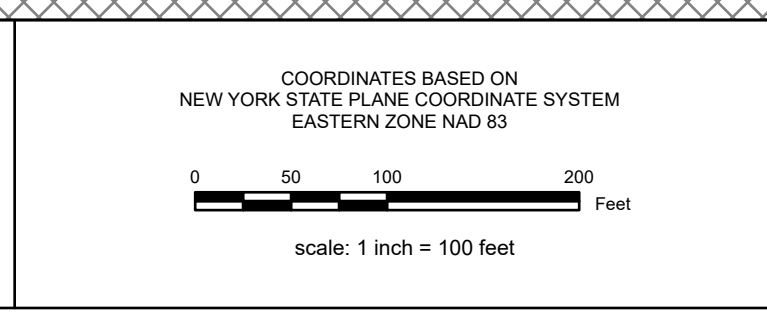 COORDINATES BASED ON
NEW YORK STATE PLANE COORDINATE SYSTEM
EASTERN ZONE NAD 83
0 50 100 200
Feet
scale: 1 inch = 100 feet